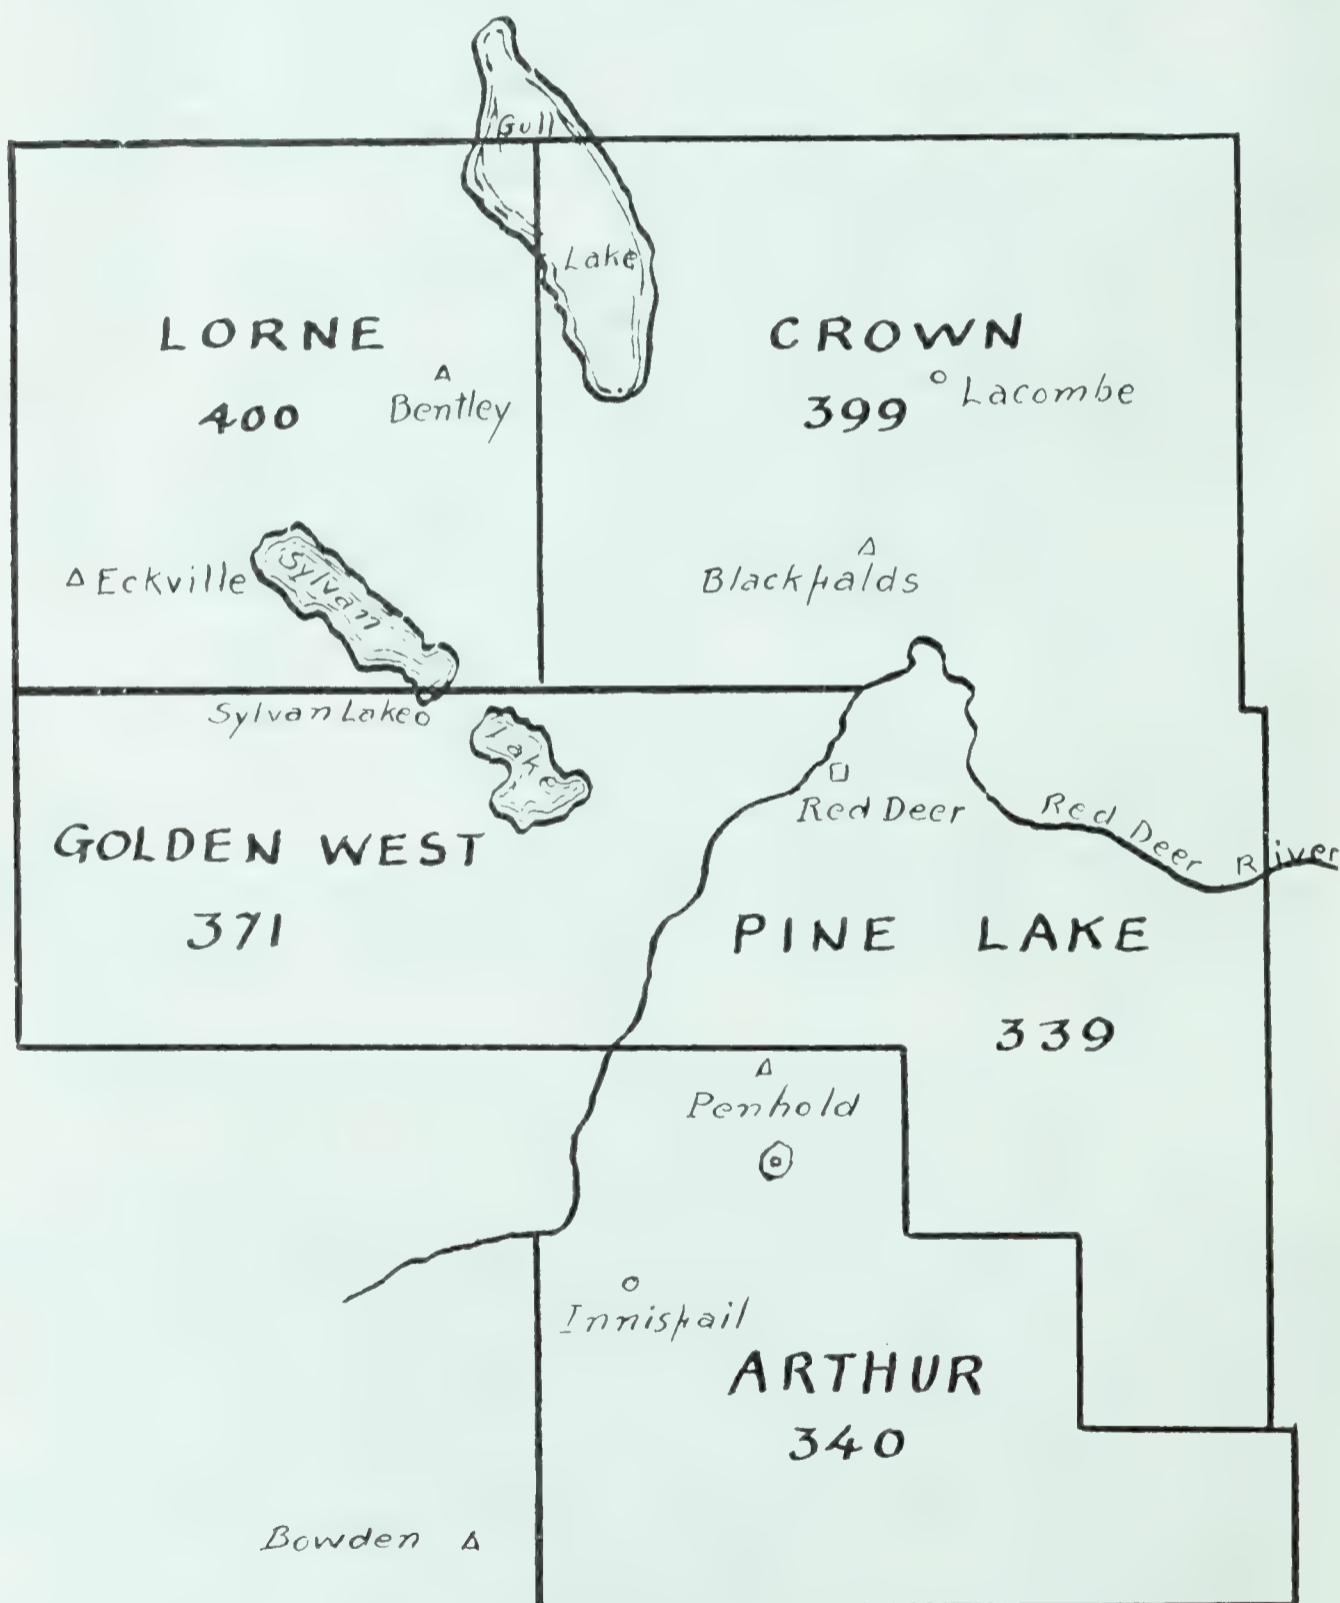 Gull
Lake
LORNE
400
Bentley
CROWN
399
Lacombe
Eckville
Sylvan
Blackfalds
Sylvan Lake
Lake
Red Deer
Red Deer River
GOLDEN WEST
371
PINE LAKE
339
Penhold
Innisfail
ARTHUR
340
Bowden